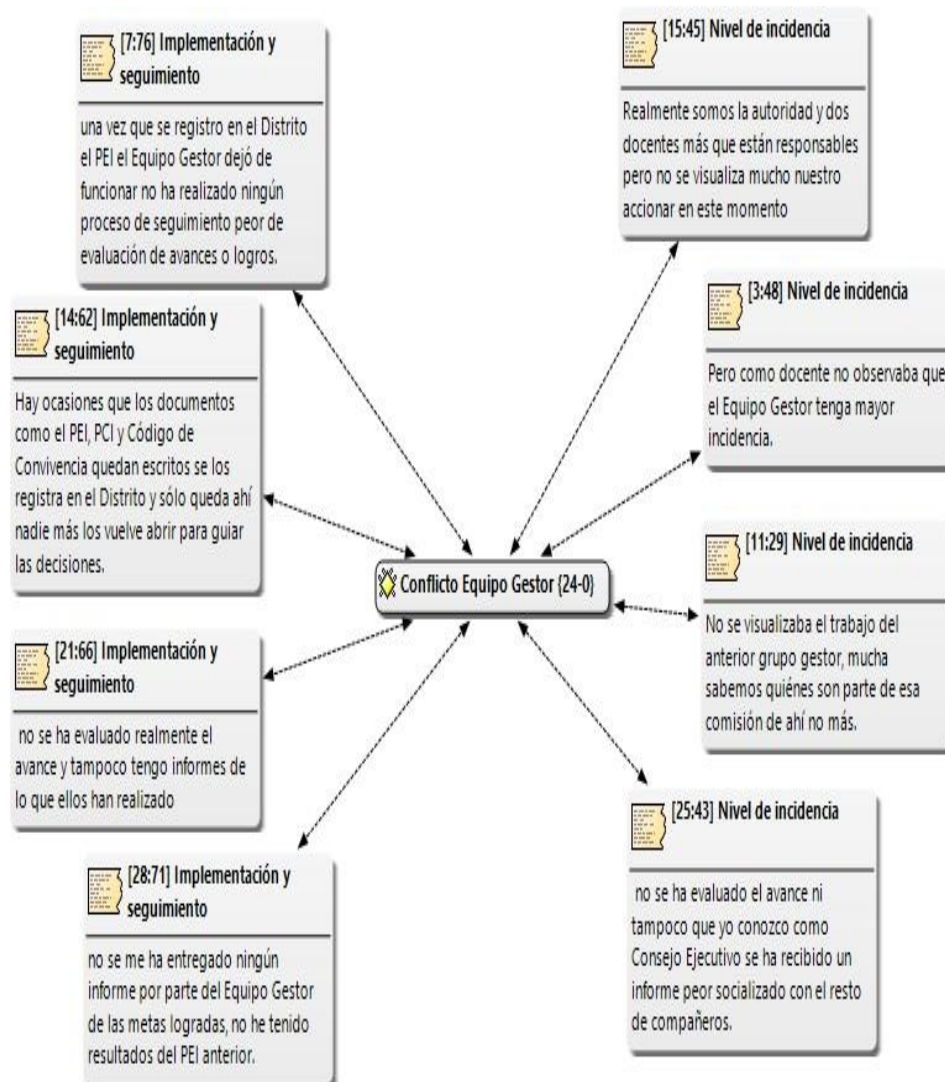 [7:76] Implementación y
seguimiento
una vez que se registro en el Distrito
el PEI el Equipo Gestor dejó de
funcionar no ha realizado ningún
proceso de seguimiento peor de
evaluación de avances o logros.
[15:45] Nivel de incidencia
Realmente somos la autoridad y dos
docentes más que están responsables
pero no se visualiza mucho nuestro
accionar en este momento
[14:62] Implementación y
seguimiento
Hay ocasiones que los documentos
como el PEI, PCI y Código de
Convivencia quedan escritos se los
registra en el Distrito y sólo queda ahí
nadie más los vuelve abrir para guiar
las decisiones.
[3:48] Nivel de incidencia
Pero como docente no observaba que
el Equipo Gestor tenga mayor
incidencia.
Conflicto Equipo Gestor {24-0}
[11:29] Nivel de incidencia
No se visualizaba el trabajo del
anterior grupo gestor, mucha
sabemos quiénes son parte de esa
comisión de ahí no más.
[21:66] Implementación y
seguimiento
no se ha evaluado realmente el
avance y tampoco tengo informes de
lo que ellos han realizado
[25:43] Nivel de incidencia
no se ha evaluado el avance ni
tampoco que yo conozco como
Consejo Ejecutivo se ha recibido un
informe peor socializado con el resto
de compañeros.
[28:71] Implementación y
seguimiento
no se me ha entregado ningún
informe por parte del Equipo Gestor
de las metas logradas, no he tenido
resultados del PEI anterior.